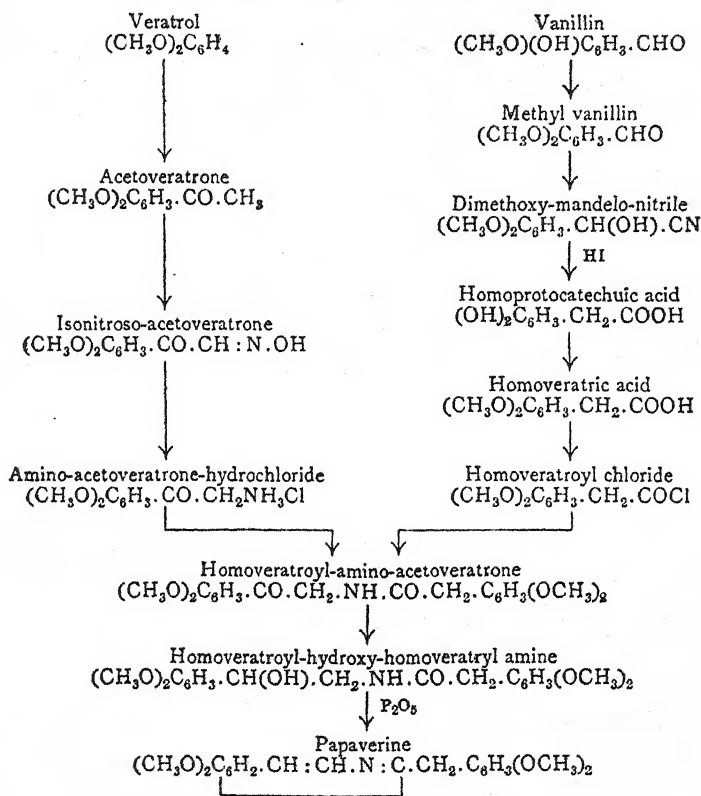 Veratrol
(CH₃O)₂C₆H₄
Acetoveratrone
(CH₃O)₂C₆H₃.CO.CH₃
Isonitroso-acetoveratrone
(CH₃O)₂C₆H₃.CO.CH:N.OH
Amino-acetoveratrone-hydrochloride
(CH₃O)₂C₆H₃.CO.CH₂NH₃Cl
Vanillin
(CH₃O)(OH)C₆H₃.CHO
Methyl vanillin
(CH₃O)₂C₆H₃.CHO
Dimethoxy-mandelo-nitrile
(CH₃O)₂C₆H₃.CH(OH).CN
HI
Homoprotocatechuic acid
(OH)₂C₆H₃.CH₂.COOH
Homoveratric acid
(CH₃O)₂C₆H₃.CH₂.COOH
Homoveratroyl chloride
(CH₃O)₂C₆H₃.CH₂.COCl
Homoveratroyl-amino-acetoveratrone
(CH₃O)₂C₆H₃.CO.CH₂.NH.CO.CH₂.C₆H₃(OCH₃)₂
Homoveratroyl-hydroxy-homoveratryl amine
(CH₃O)₂C₆H₃.CH(OH).CH₂.NH.CO.CH₂.C₆H₃(OCH₃)₂
P₂O₅
Papaverine
(CH₃O)₂C₆H₂.CH:CH.N:C.CH₂.C₆H₃(OCH₃)₂